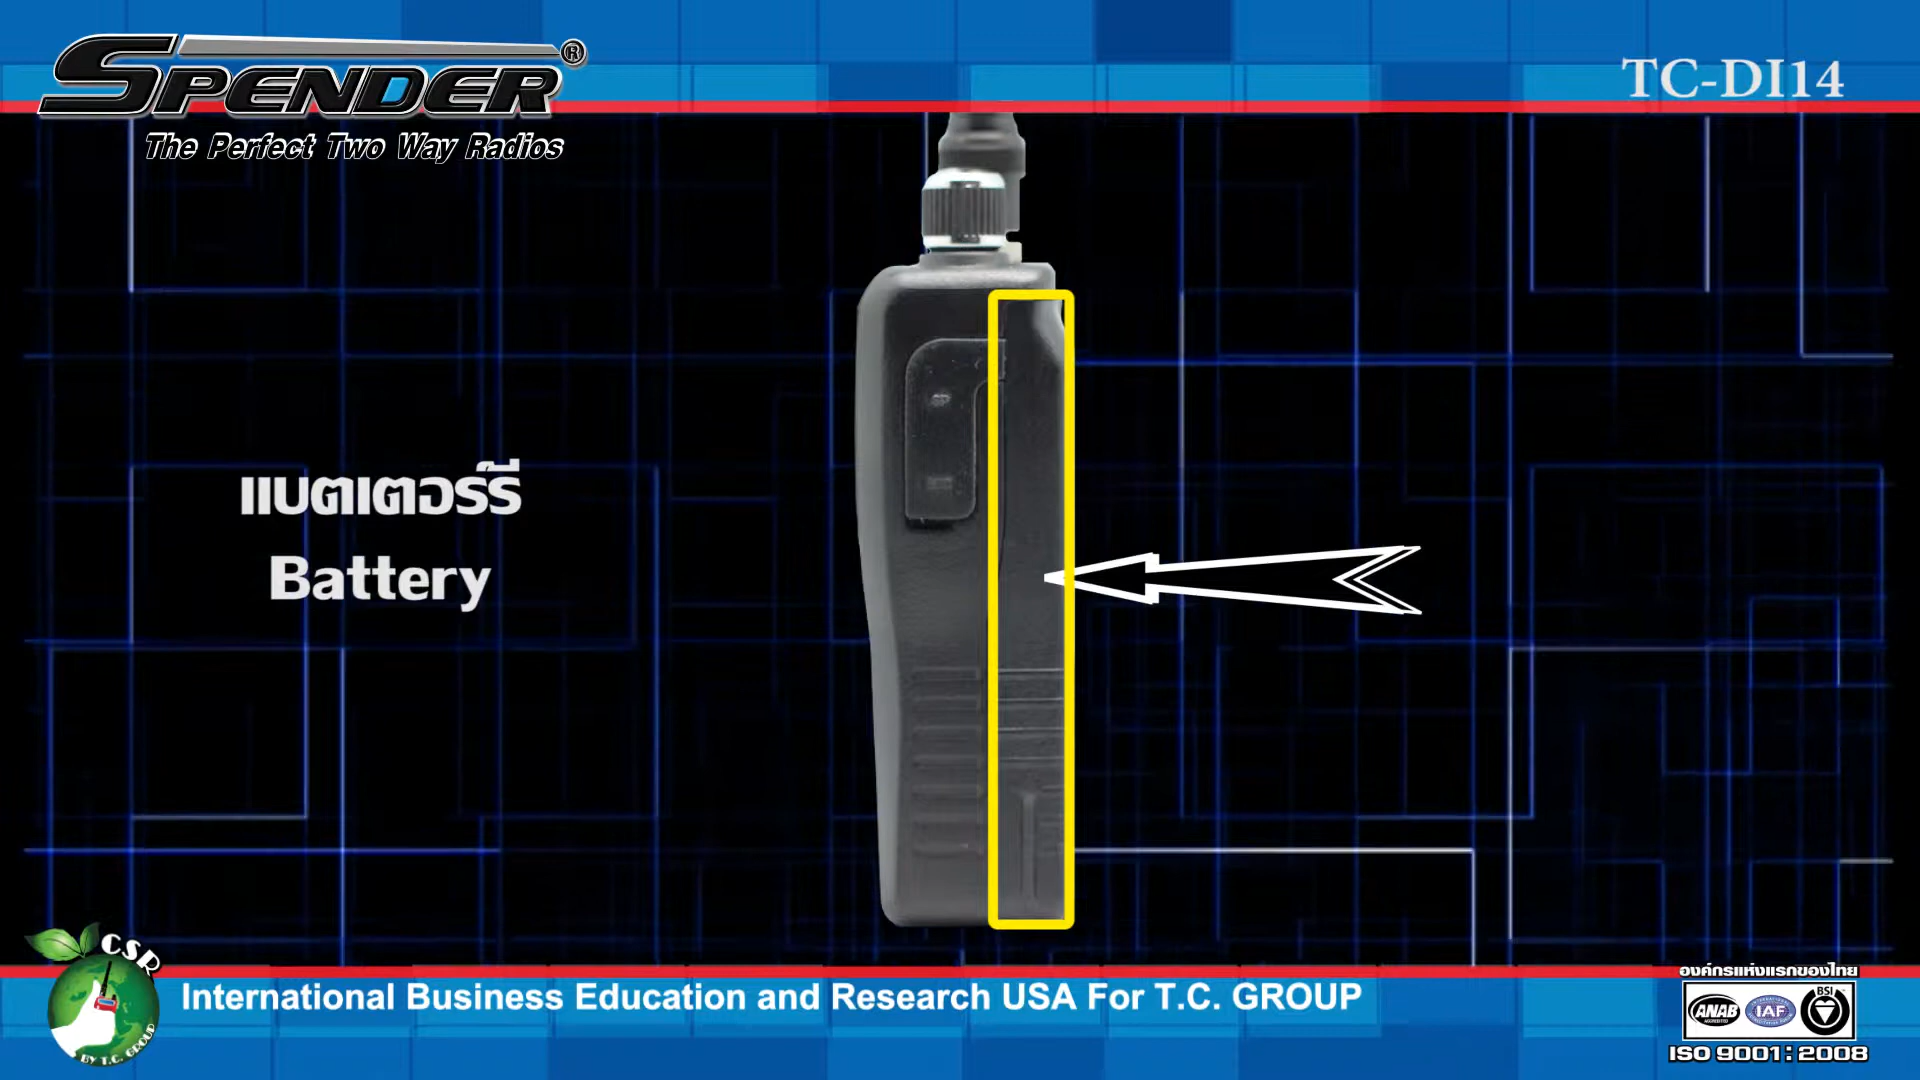 SPENDER®
The Perfect Two Way Radios
TC-DI14
แบตเตอร์รี่
Battery
CSR
BY T.C. GROUP
International Business Education and Research USA For T.C. GROUP
องค์กรแห่งแรกของไทย
ANAB
IAF
BSI
ISO 9001:2008